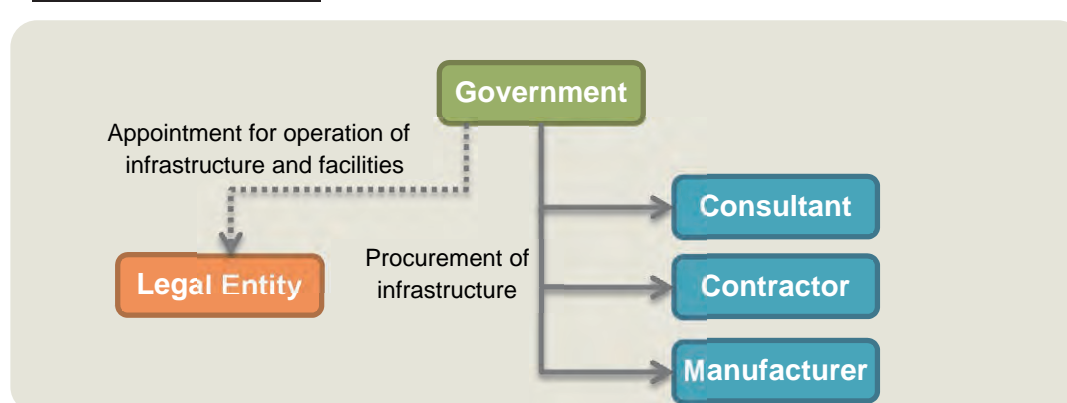 Government
Appointment for operation of
infrastructure and facilities
Consultant
Procurement of
infrastructure
Legal Entity
Contractor
Manufacturer